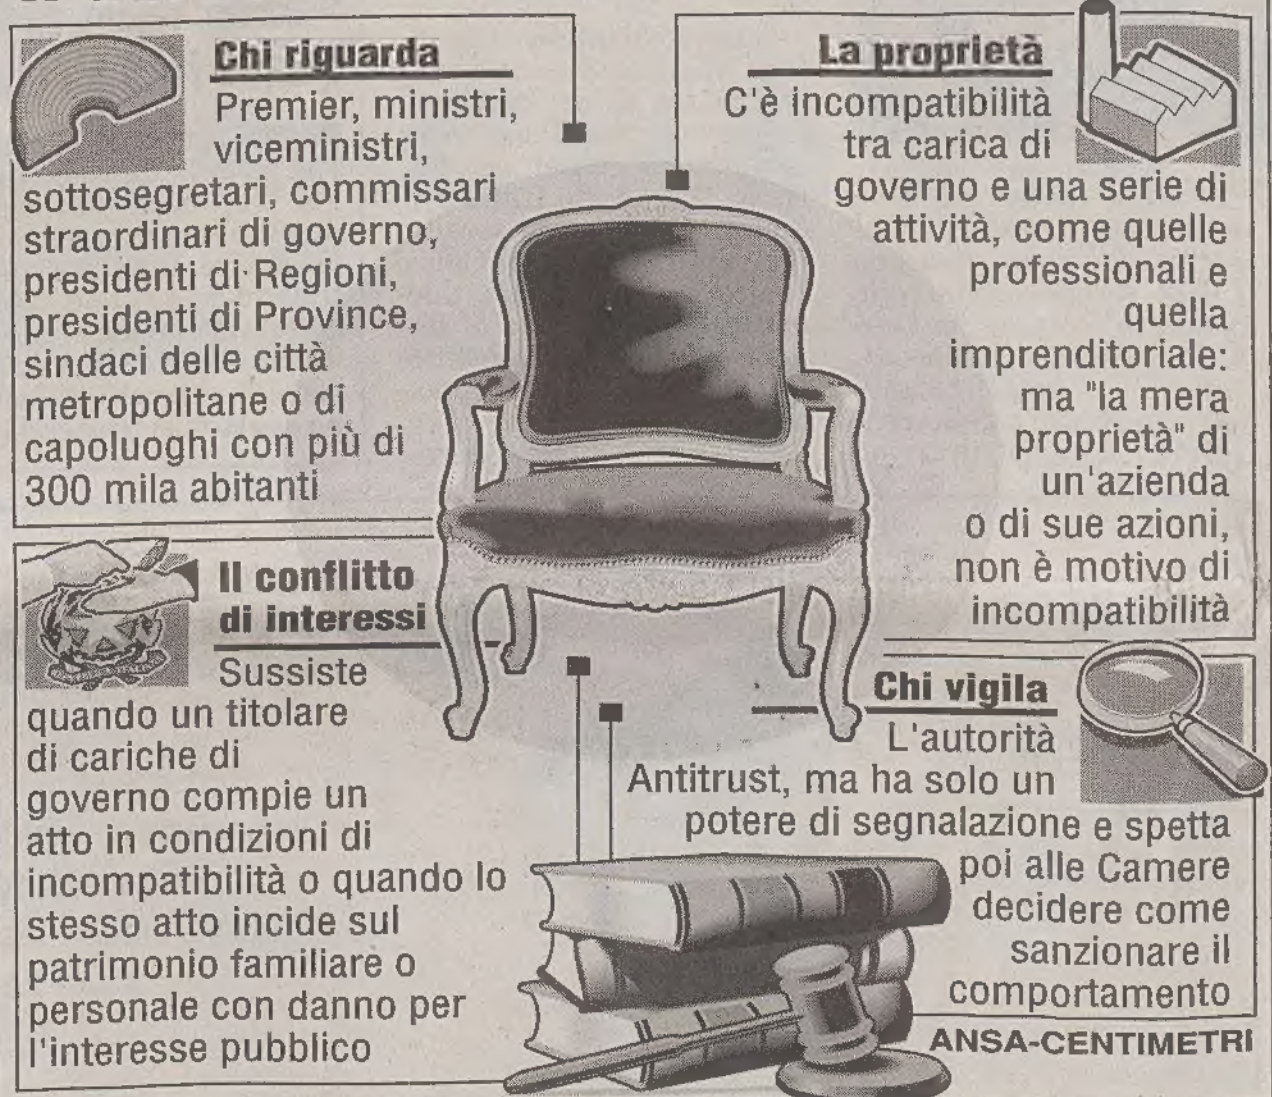 Chi riguarda
Premier, ministri,
viceministri,
sottosegretari, commissari
straordinari di governo,
presidenti di Regioni,
presidenti di Province,
sindaci delle città
metropolitane o di
capoluoghi con più di
300 mila abitanti
La proprietà
C'è incompatibilità
tra carica di
governo e una serie di
attività, come quelle
professionali e
quella
imprenditoriale:
ma "la mera
proprietà" di
un'azienda
o di sue azioni,
non è motivo di
incompatibilità
Il conflitto
di interessi
Sussiste
quando un titolare
di cariche di
governo compie un
atto in condizioni di
incompatibilità o quando lo
stesso atto incide sul
patrimonio familiare o
personale con danno per
l'interesse pubblico
Chi vigila
L'autorità
Antitrust, ma ha solo un
potere di segnalazione e spetta
poi alle Camere
decidere come
sanzionare il
comportamento
ANSA-CENTIMETRI